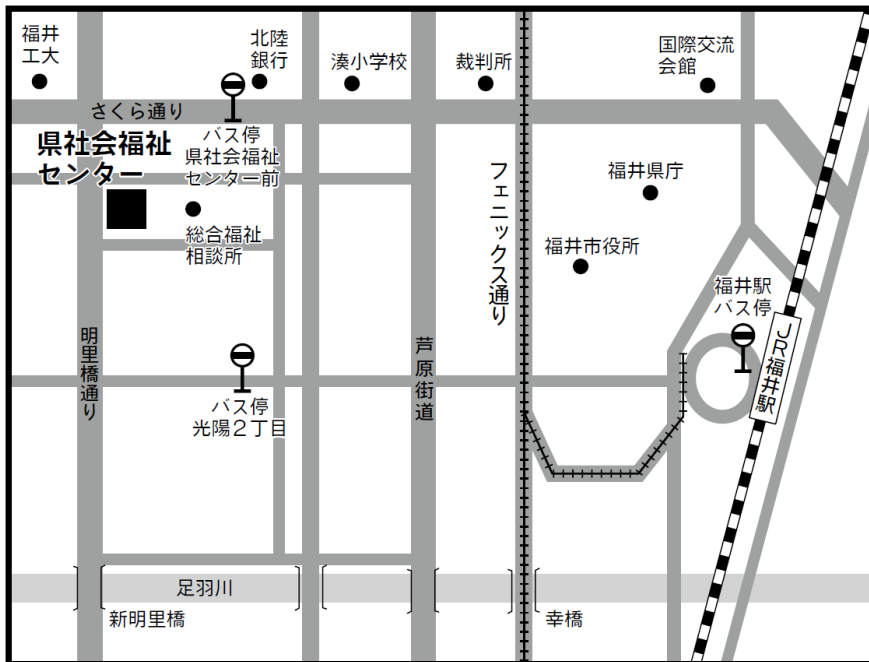 福井
工大
北陸
銀行
湊小学校
裁判所
国際交流
会館
さくら通り
県社会福祉
センター
バス停
県社会福祉
センター前
総合福祉
相談所
フェニックス通り
福井県庁
福井市役所
福井駅
バス停
JR福井駅
明里橋通り
芦原街道
バス停
光陽2丁目
足羽川
新明里橋
幸橋